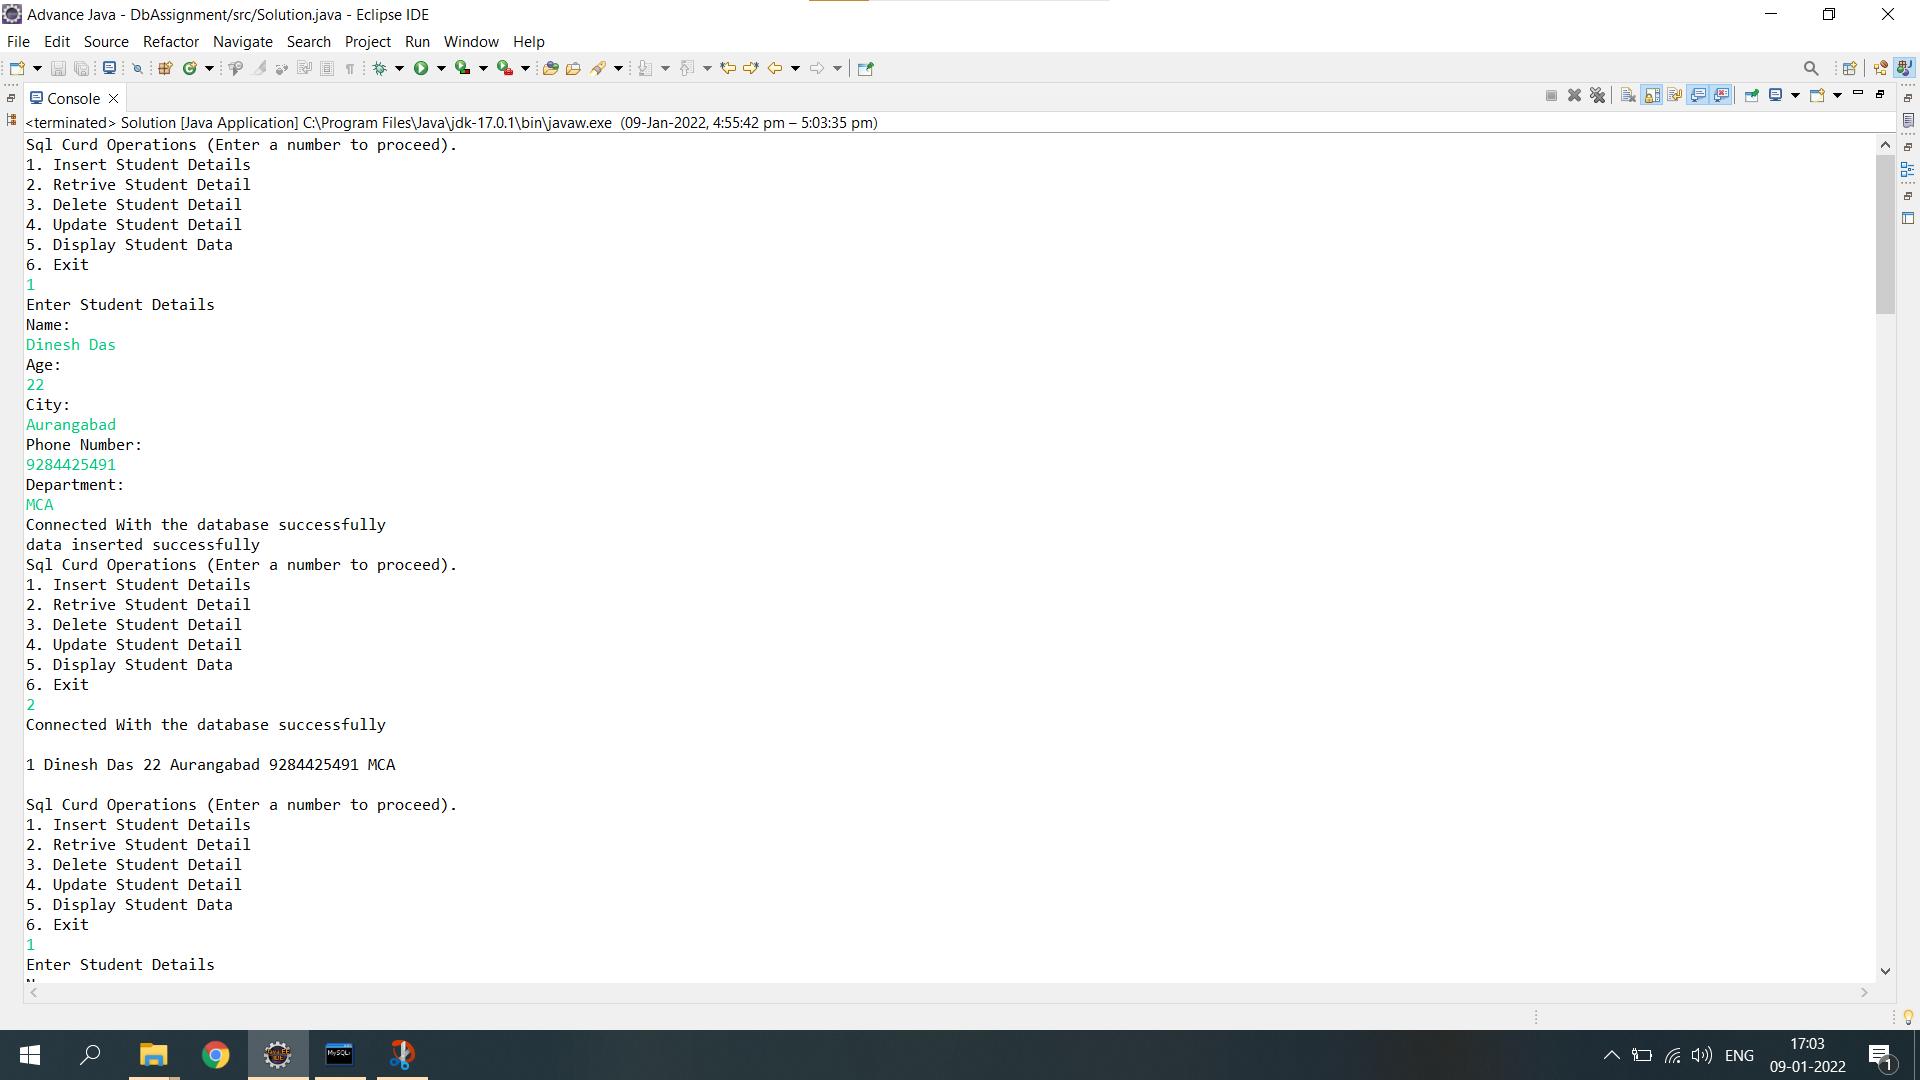 Advance Java - DbAssignment/src/Solution.java - Eclipse IDE
File Edit Source Refactor Navigate Search Project Run Window Help
Console
<terminated> Solution [Java Application] C:\Program Files\Java\jdk-17.0.1\bin\javaw.exe (09-Jan-2022, 4:55:42 pm – 5:03:35 pm)
Sql Curd Operations (Enter a number to proceed).
1. Insert Student Details
2. Retrive Student Detail
3. Delete Student Detail
4. Update Student Detail
5. Display Student Data
6. Exit
1
Enter Student Details
Name:
Dinesh Das
Age:
22
City:
Aurangabad
Phone Number:
9284425491
Department:
MCA
Connected With the database successfully
data inserted successfully
Sql Curd Operations (Enter a number to proceed).
1. Insert Student Details
2. Retrive Student Detail
3. Delete Student Detail
4. Update Student Detail
5. Display Student Data
6. Exit
2
Connected With the database successfully
1 Dinesh Das 22 Aurangabad 9284425491 MCA
Sql Curd Operations (Enter a number to proceed).
1. Insert Student Details
2. Retrive Student Detail
3. Delete Student Detail
4. Update Student Detail
5. Display Student Data
6. Exit
1
Enter Student Details
ENG
17:03
09-01-2022
1